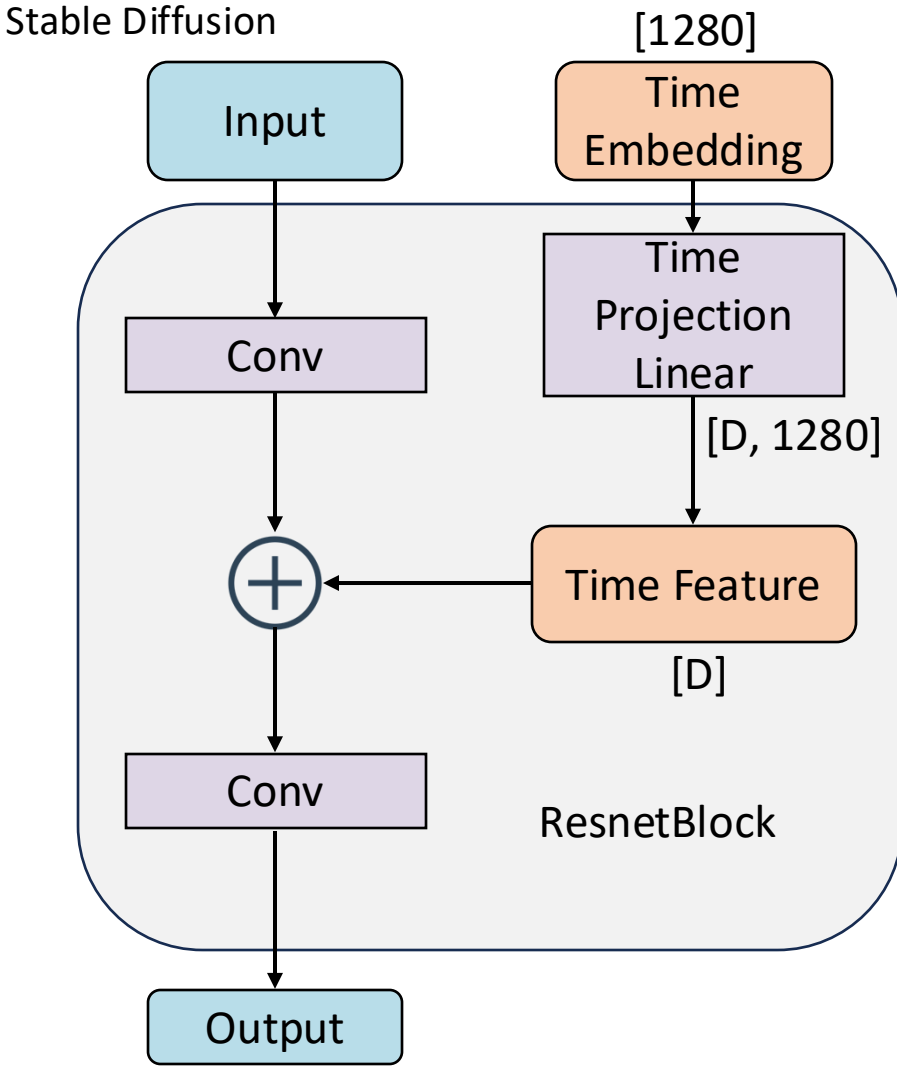 Stable Diffusion
[1280]
Input
Time
Embedding
Time
Projection
Linear
Conv
[D, 1280]
Time Feature
[D]
Conv
ResnetBlock
Output